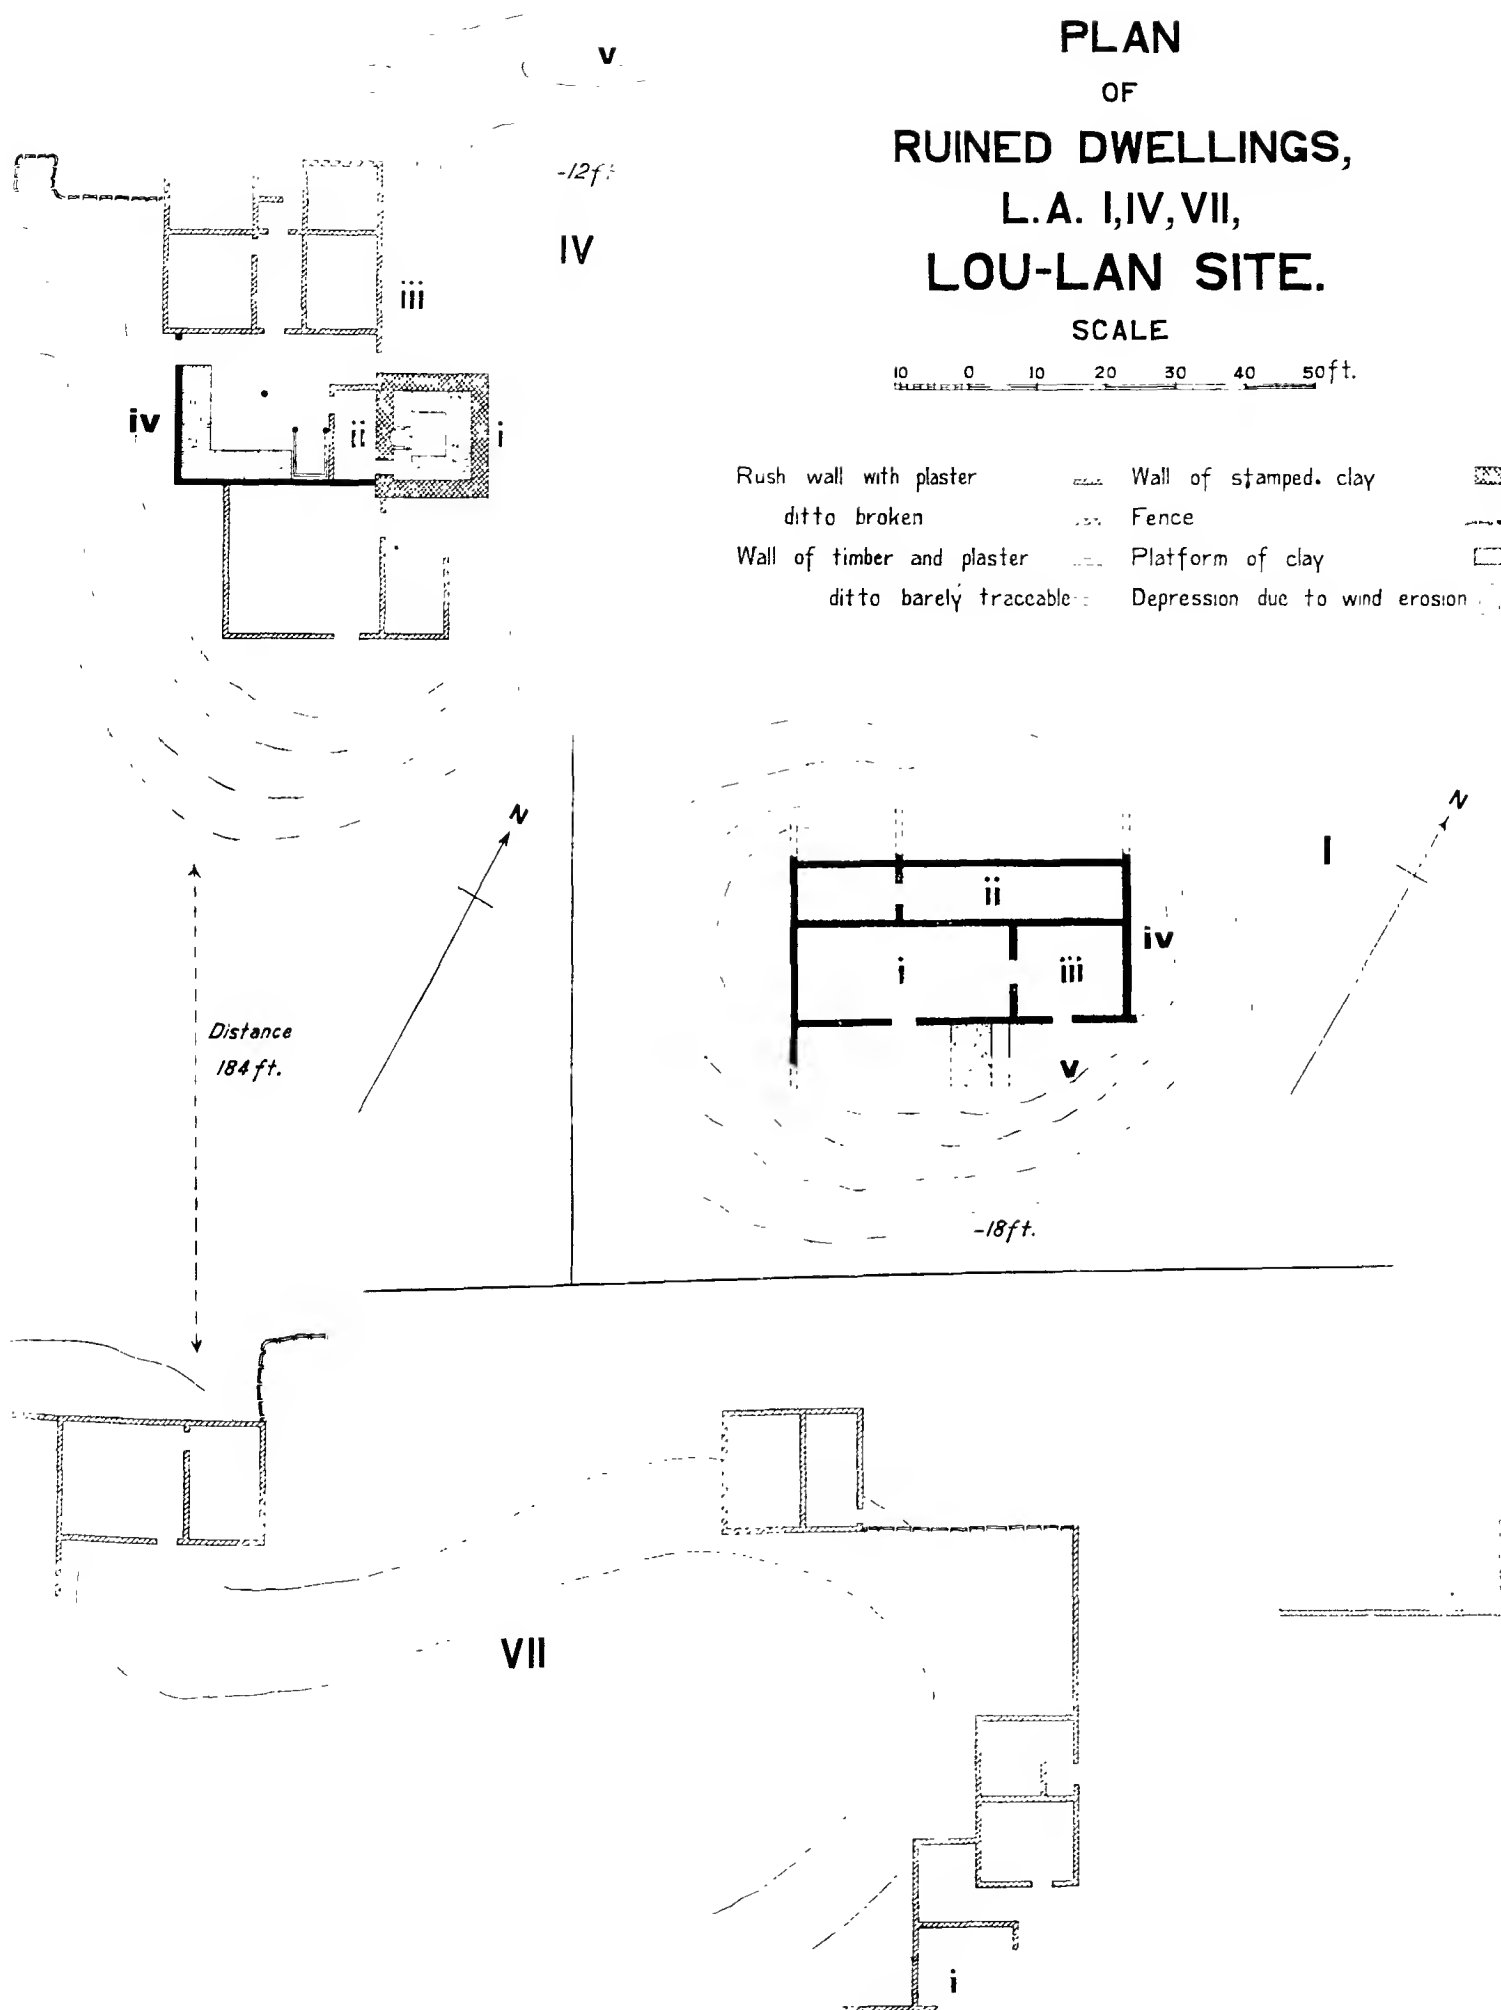 PLAN
OF
RUINED DWELLINGS,
L.A. I,IV,VII,
LOU-LAN SITE.
SCALE
10 0 10 20 30 40 50ft.
Rush wall with plaster
ditto broken
Wall of timber and plaster
ditto barely traceable
Wall of stamped. clay
Fence
Platform of clay
Depression due to wind erosion
v
-12ft
IV
iii
iv
ii
i
N
Distance
184 ft.
N
I
ii
iv
i
iii
v
-18ft.
VII
i